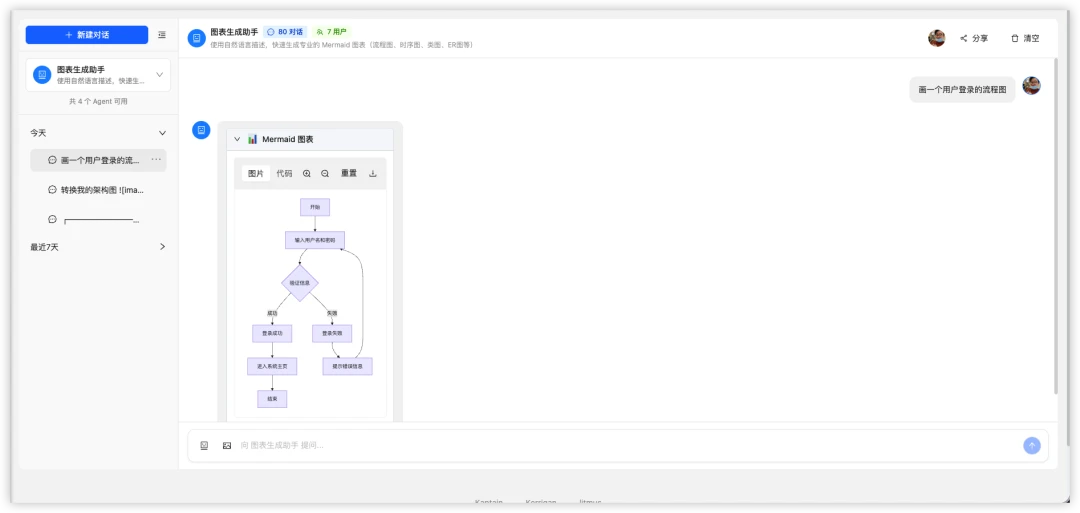 新建对话
图表生成助手
使用自然语言描述，快速生...
共 4 个 Agent 可用
今天
画一个用户登录的流... ...
转换我的架构图 ![ima...
最近7天
图表生成助手 80 对话 7 用户
使用自然语言描述，快速生成专业的 Mermaid 图表（流程图、时序图、类图、ER图等）
分享 清空
画一个用户登录的流程图
Mermaid 图表
图片 代码 重置
开始
输入用户名和密码
验证信息
成功 失败
登录成功 登录失败
进入系统主页 提示错误信息
结束
向 图表生成助手 提问...